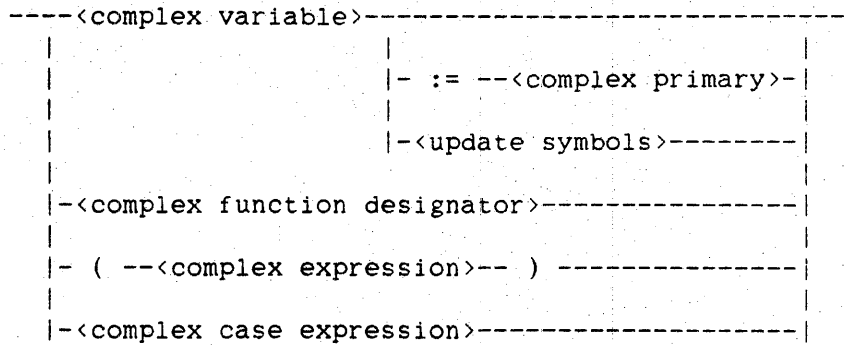 ----<complex variable>-------------------------------
|- := --<complex primary>-|
|-<update symbols>--------|
|-<complex function designator>----------------|
|- ( --<complex expression>-- ) ---------------|
|-<complex case expression>--------------------|